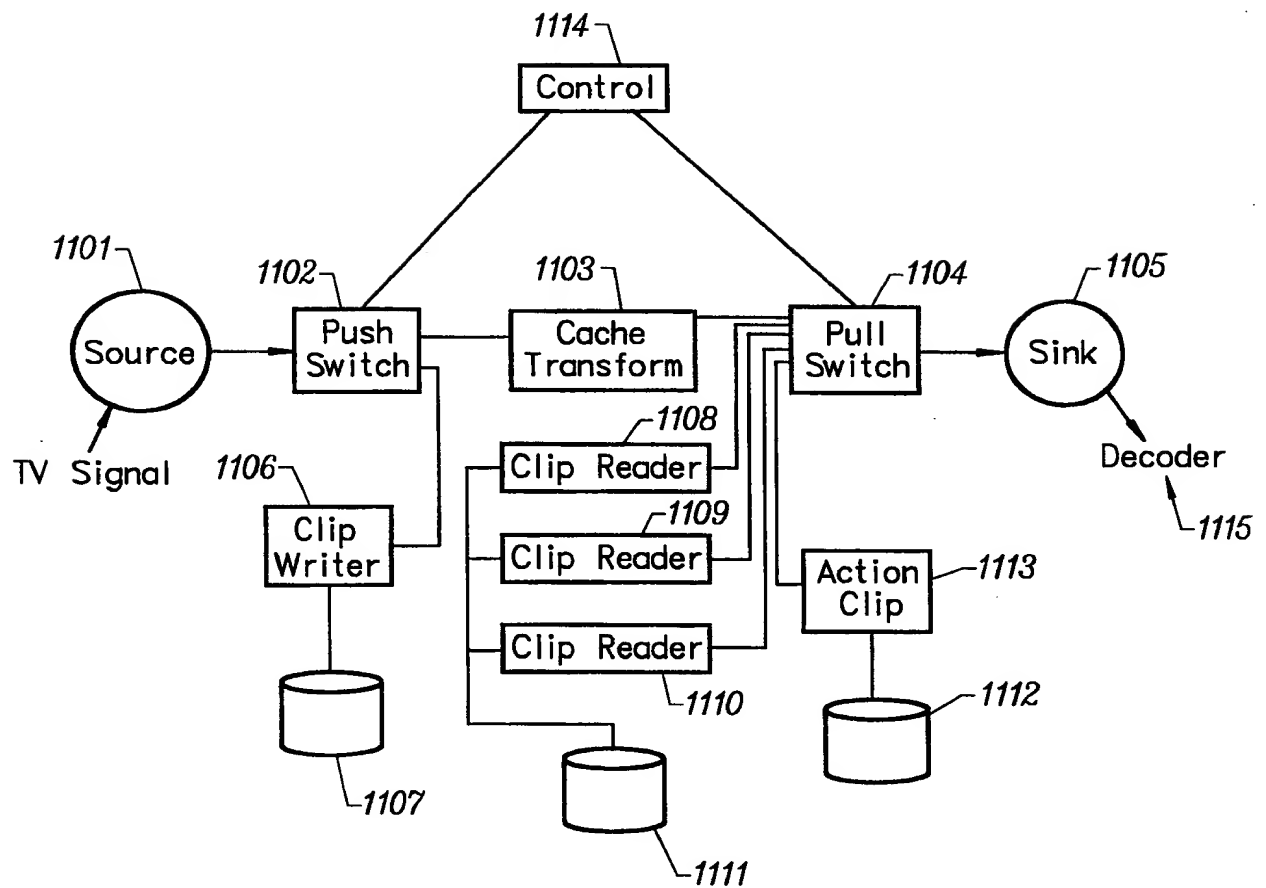 1114
Control
1101
1102
1103
1104
1105
Source
Push
Switch
Cache
Transform
Pull
Switch
Sink
TV Signal
1106
1108
Clip Reader
Decoder
1115
Clip
Writer
1109
Clip Reader
Action
Clip
1113
Clip Reader
1110
1112
1107
1111